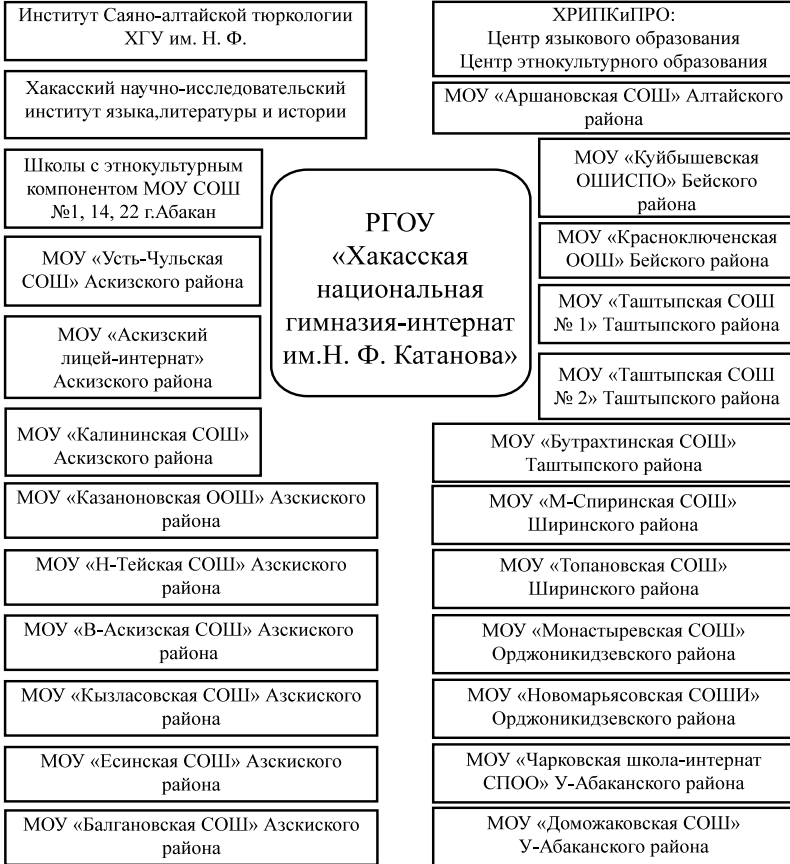 Институт Саяно-алтайской тюркологии
ХГУ им. Н. Ф.
Хакасский научно-исследовательский
институт языка,литературы и истории
Школы с этнокультурным
компонентом МОУ СОШ
№1, 14, 22 г.Абакан
МОУ «Усть-Чульская
СОШ» Аскизского района
МОУ «Аскизский
лицей-интернат»
Аскизского района
МОУ «Калининская СОШ»
Аскизского района
МОУ «Казаноновская ООШ» Азскиского
района
МОУ «Н-Тейская СОШ» Азскиского
района
МОУ «В-Аскизская СОШ» Азскиского
района
МОУ «Кызласовская СОШ» Азскиского
района
МОУ «Есинская СОШ» Азскиского
района
МОУ «Балгановская СОШ» Азскиского
района
РГОУ
«Хакасская
национальная
гимназия-интернат
им.Н. Ф. Катанова»
ХРИПКиПРО:
Центр языкового образования
Центр этнокультурного образования
МОУ «Аршановская СОШ» Алтайского
района
МОУ «Куйбышевская
ОШИСПО» Бейского
района
МОУ «Красноключенская
ООШ» Бейского района
МОУ «Таштыпская СОШ
№ 1» Таштыпского района
МОУ «Таштыпская СОШ
№ 2» Таштыпского района
МОУ «Бутрахтинская СОШ»
Таштыпского района
МОУ «М-Спиринская СОШ»
Ширинского района
МОУ «Топановская СОШ»
Ширинского района
МОУ «Монастыревская СОШ»
Орджоникидзевского района
МОУ «Новомарьясовская СОШИ»
Орджоникидзевского района
МОУ «Чарковская школа-интернат
СПОО» У-Абаканского района
МОУ «Доможаковская СОШ»
У-Абаканского района